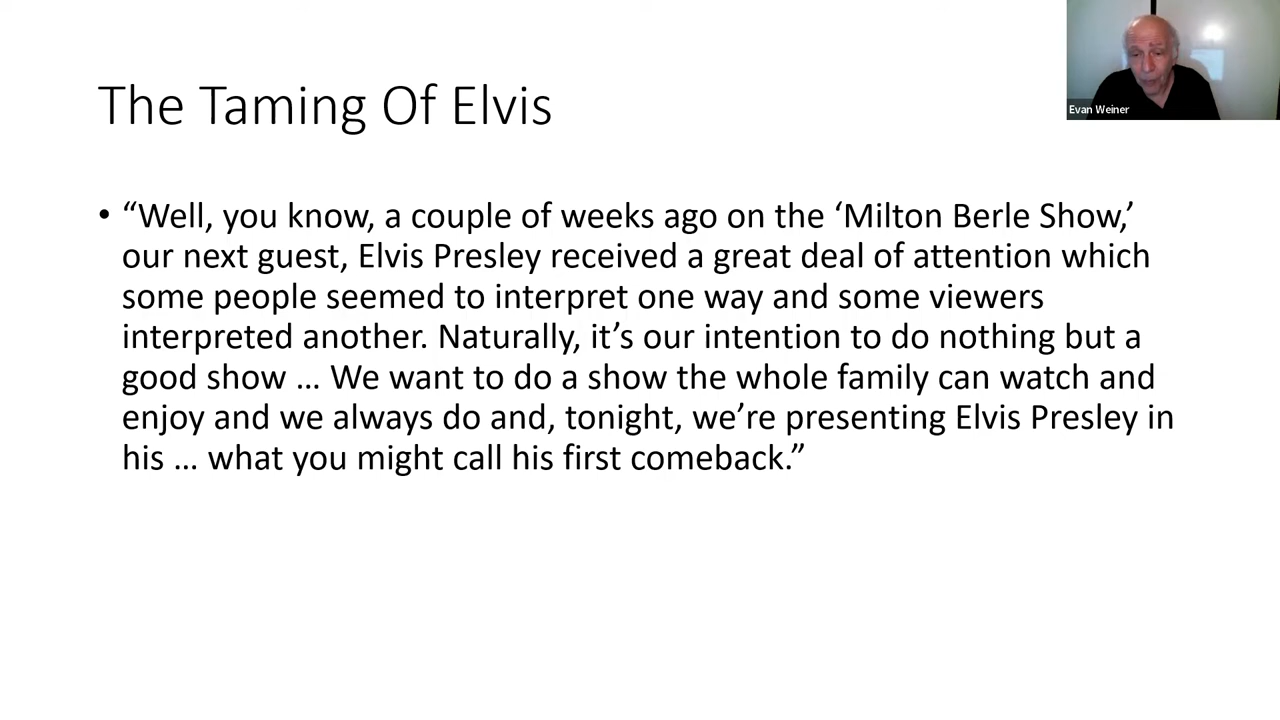 The Taming Of Elvis
Evan Weiner
• “Well, you know, a couple of weeks ago on the ‘Milton Berle Show,’
our next guest, Elvis Presley received a great deal of attention which
some people seemed to interpret one way and some viewers
interpreted another. Naturally, it’s our intention to do nothing but a
good show … We want to do a show the whole family can watch and
enjoy and we always do and, tonight, we’re presenting Elvis Presley in
his … what you might call his first comeback.”